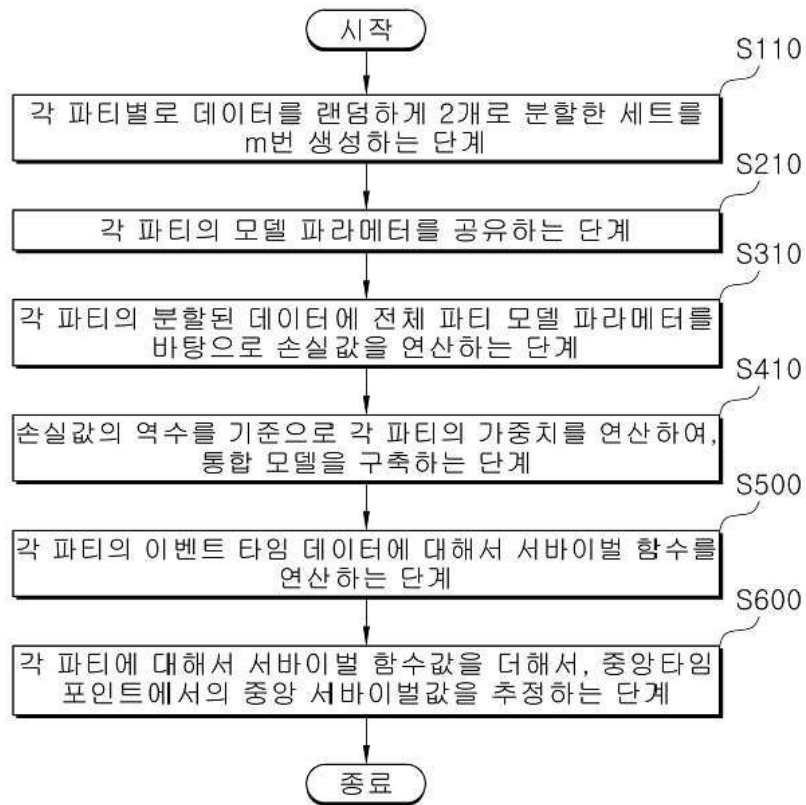 시작
S110
각 파티별로 데이터를 랜덤하게 2개로 분할한 세트를
m번 생성하는 단계
S210
각 파티의 모델 파라메터를 공유하는 단계
S310
각 파티의 분할된 데이터에 전체 파티 모델 파라메터를
바탕으로 손실값을 연산하는 단계
S410
손실값의 역수를 기준으로 각 파티의 가중치를 연산하여,
통합 모델을 구축하는 단계
S500
각 파티의 이벤트 타임 데이터에 대해서 서바이벌 함수를
연산하는 단계
S600
각 파티에 대해서 서바이벌 함수값을 더해서, 중앙타임
포인트에서의 중앙 서바이벌값을 추정하는 단계
종료